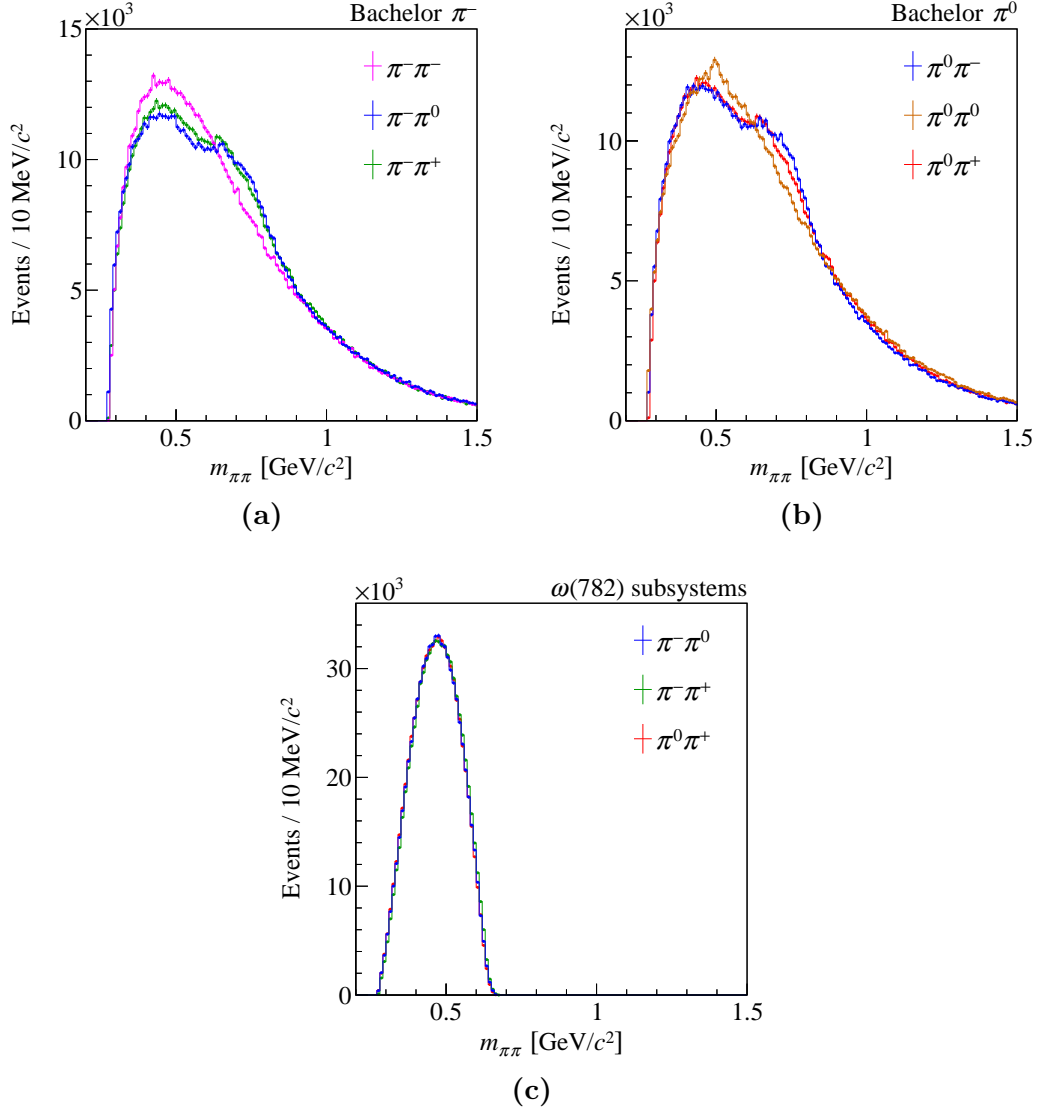 ×10³ Bachelor π⁻
15
10
5
0
π⁻π⁻
π⁻π⁰
π⁻π⁺
Events / 10 MeV/c²
0.5 1 1.5
m_ππ [GeV/c²]
(a)
×10³ Bachelor π⁰
10
5
0
π⁰π⁻
π⁰π⁰
π⁰π⁺
Events / 10 MeV/c²
0.5 1 1.5
m_ππ [GeV/c²]
(b)
×10³ ω(782) subsystems
30
20
10
0
π⁻π⁰
π⁻π⁺
π⁰π⁺
Events / 10 MeV/c²
0.5 1 1.5
m_ππ [GeV/c²]
(c)